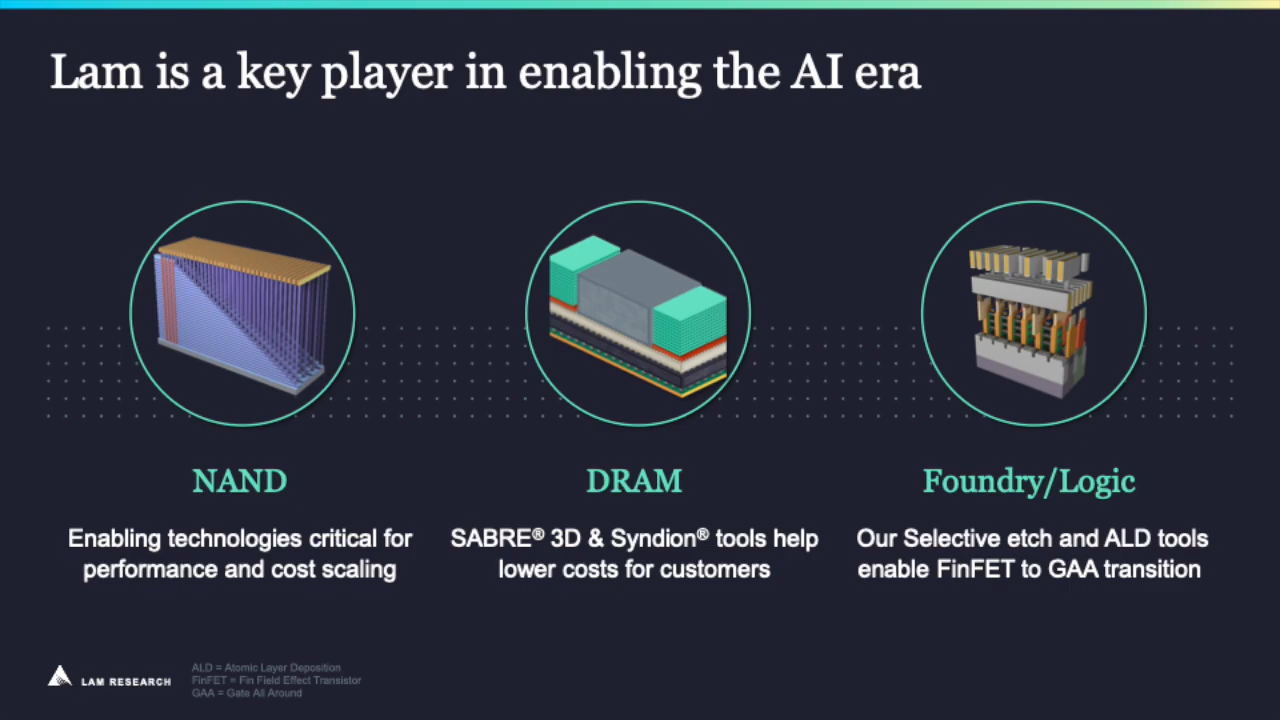 Lam is a key player in enabling the AI era
NAND
Enabling technologies critical for
performance and cost scaling
DRAM
SABRE® 3D & Syndion® tools help
lower costs for customers
Foundry/Logic
Our Selective etch and ALD tools
enable FinFET to GAA transition
LAM RESEARCH
ALD = Atomic Layer Deposition
FinFET = Fin Field Effect Transistor
GAA = Gate All Around